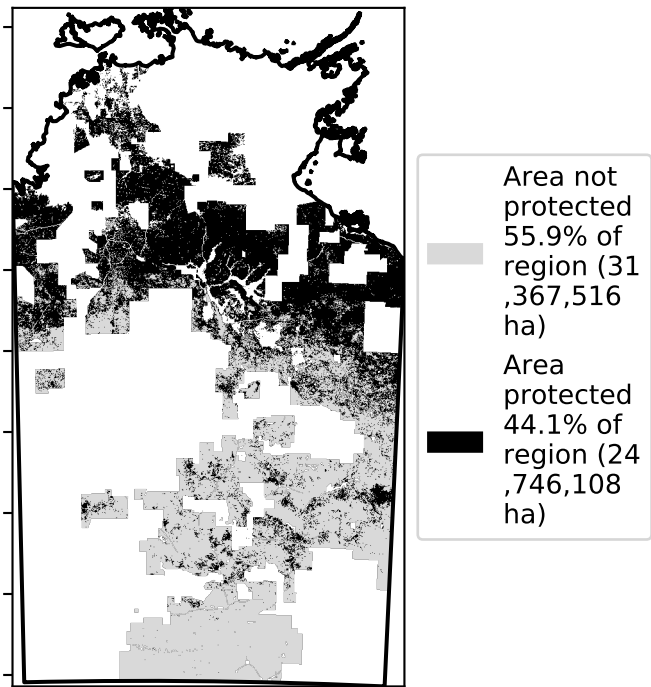 Area not
protected
55.9% of
region (31
,367,516
ha)
Area
protected
44.1% of
region (24
,746,108
ha)